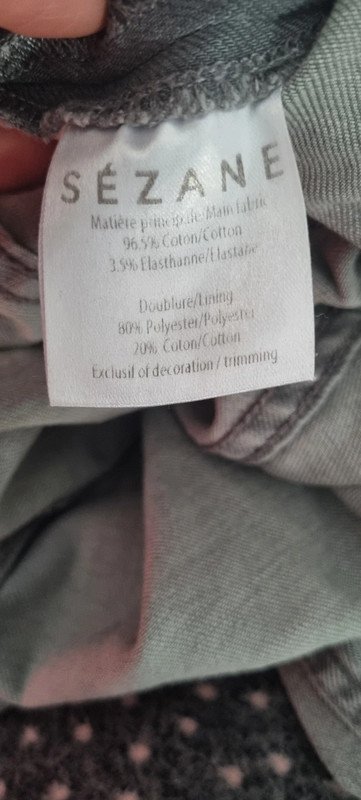 SÉZANE
Matière principale/Main fabric
96.5% Coton/Cotton
3.5% Elasthanne/Elastane
Doublure/Lining
80% Polyester/Polyester
20% Coton/Cotton
Exclusif of decoration / trimming